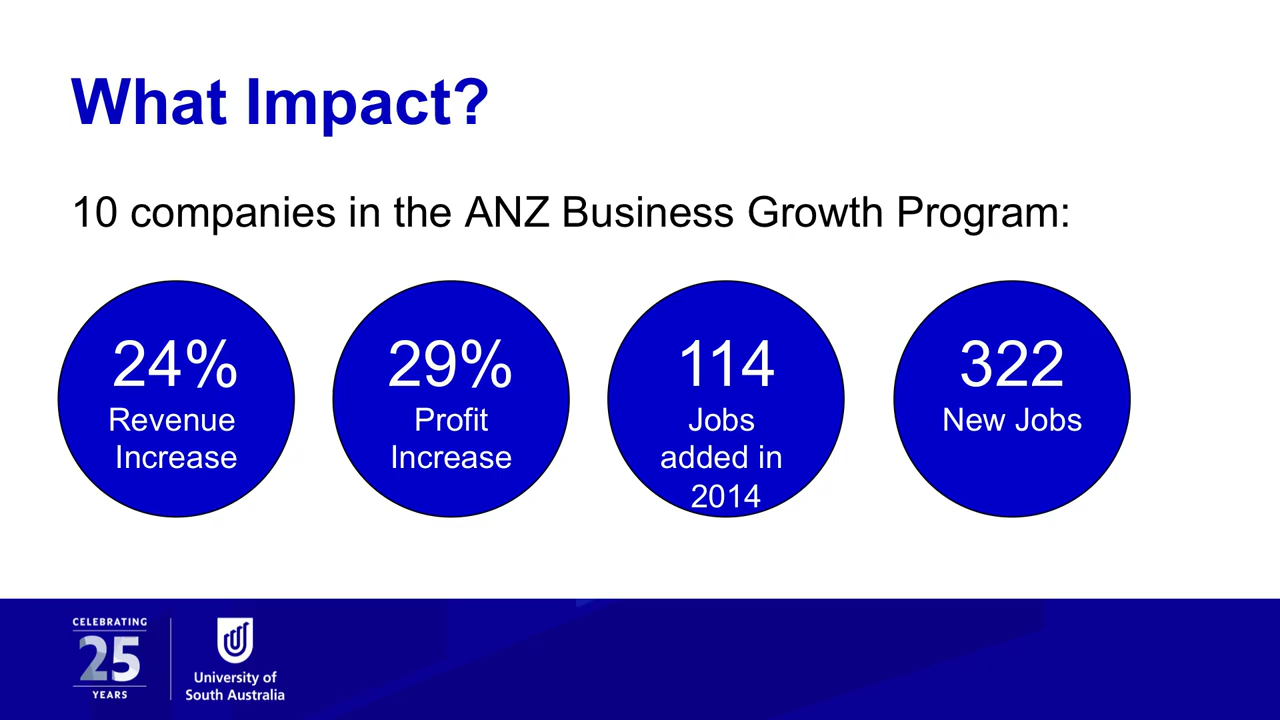 What Impact?
10 companies in the ANZ Business Growth Program:
24%
Revenue
Increase
29%
Profit
Increase
114
Jobs
added in
2014
322
New Jobs
CELEBRATING
25
YEARS
University of
South Australia